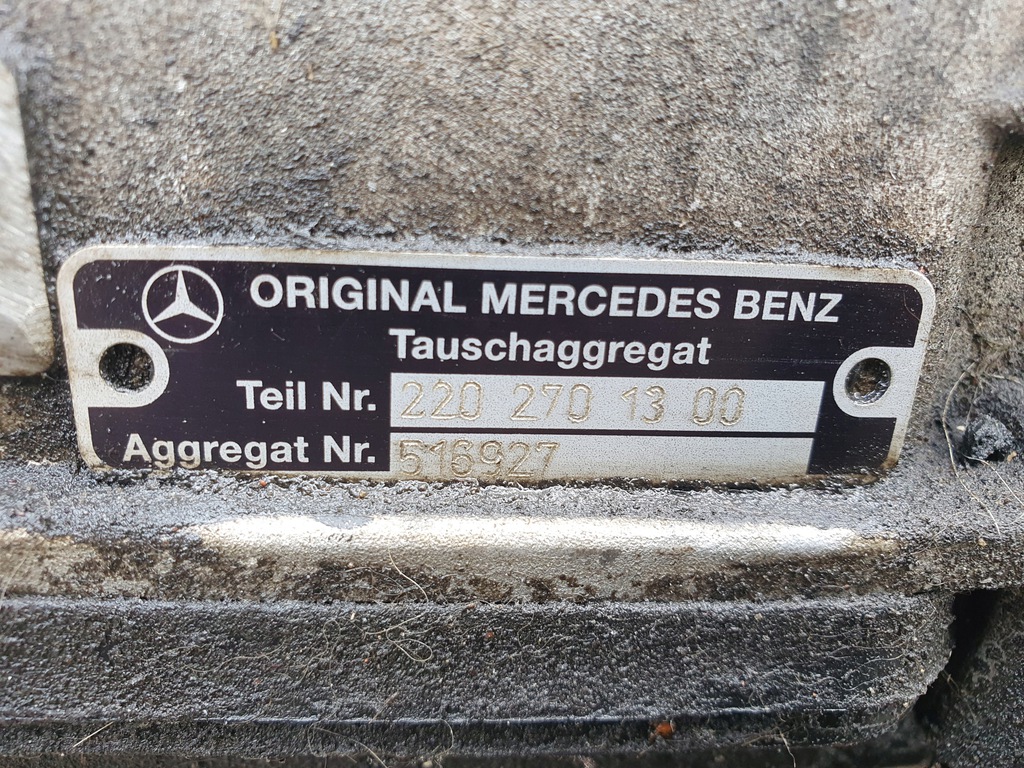 ORIGINAL MERCEDES BENZ
Tauschaggregat
Teil Nr. 220 270 13 00
Aggregat Nr. 516927